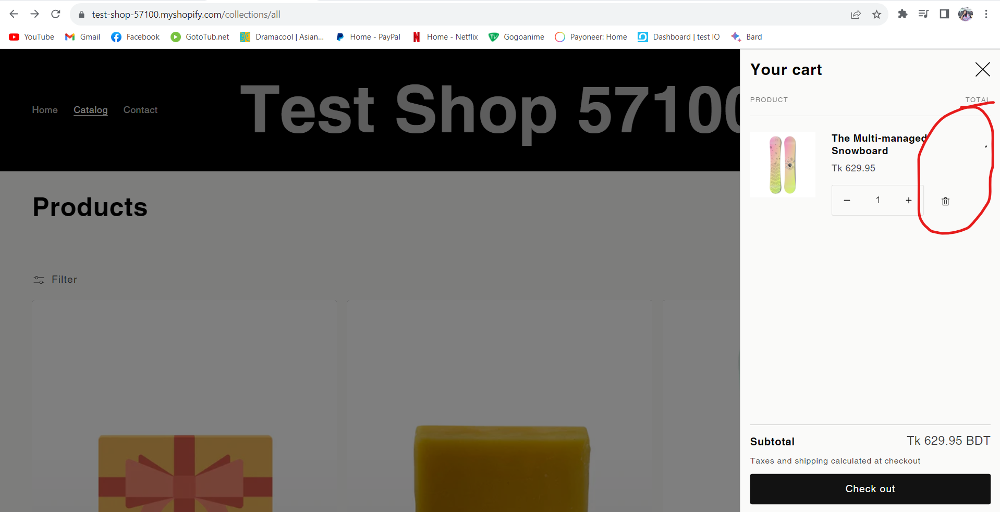 test-shop-57100.myshopify.com/collections/all
YouTube Gmail Facebook GotoTub.net Dramacool | Asian... Home - PayPal Home - Netflix Gogoanime Payoneer: Home Dashboard | test IO Bard
Home Catalog Contact
Test Shop 57100
Products
Filter
Your cart
PRODUCT TOTAL
The Multi-managed
Snowboard
Tk 629.95
− 1 +
Subtotal Tk 629.95 BDT
Taxes and shipping calculated at checkout
Check out